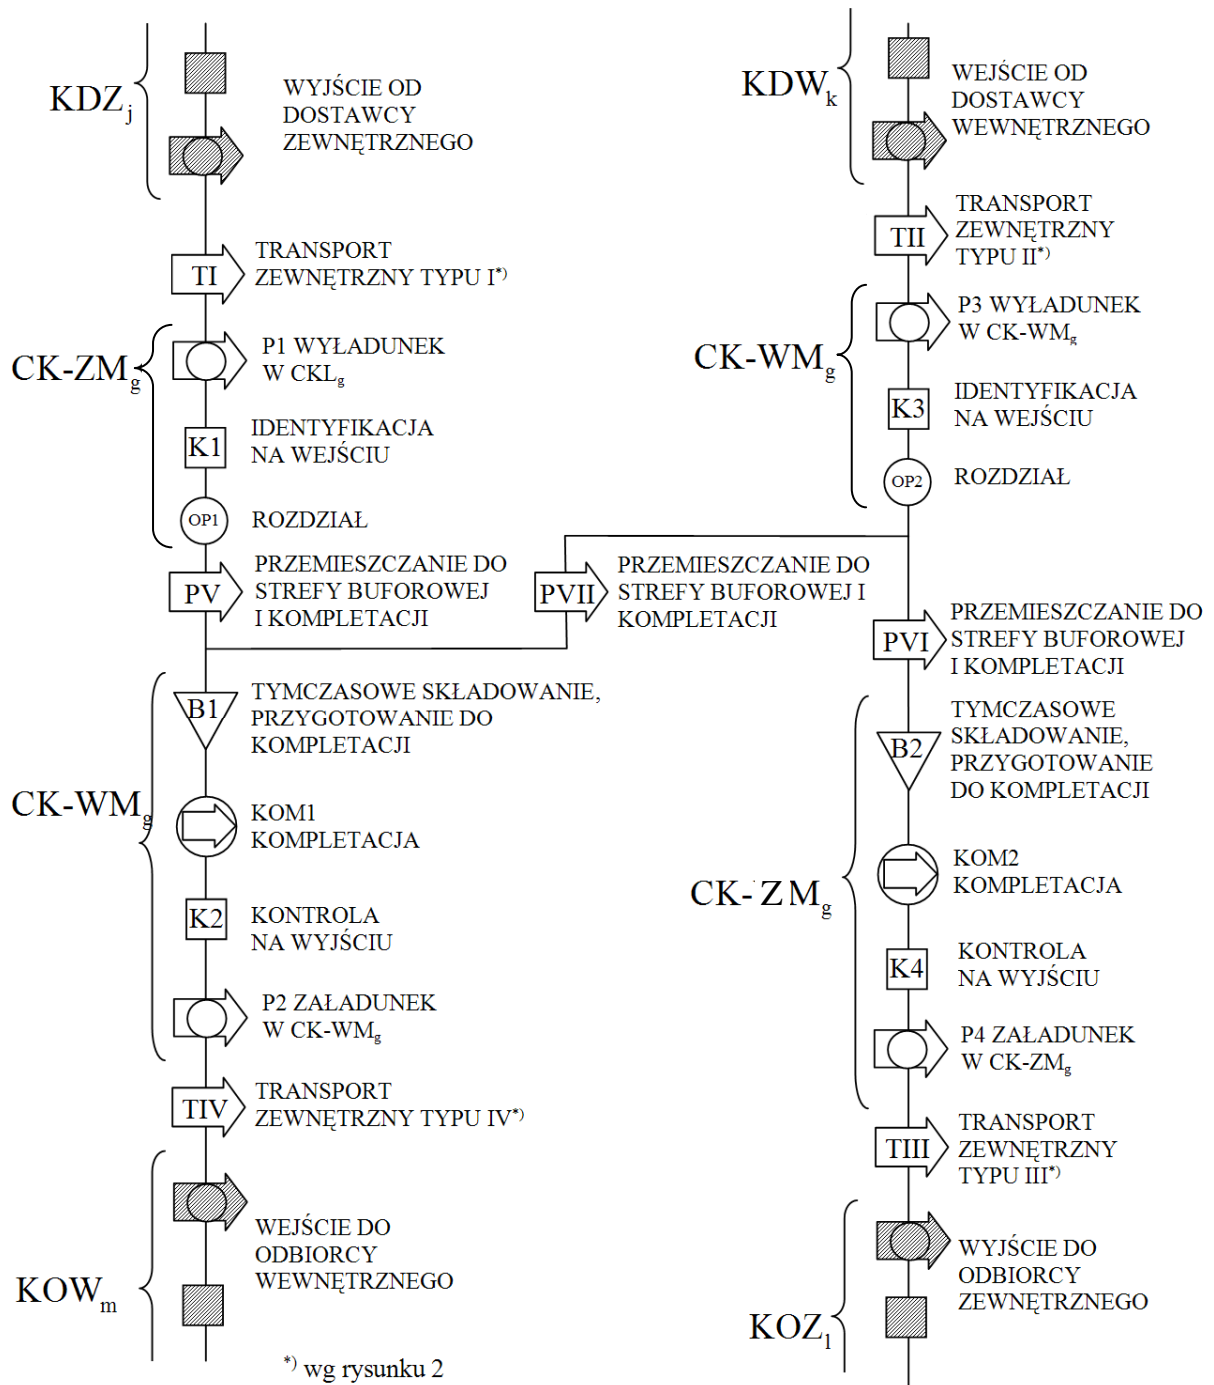 KDZj
WYJŚCIE OD
DOSTAWCY
ZEWNĘTRZNEGO
TI
TRANSPORT
ZEWNĘTRZNY TYPU I*)
CK-ZMg
P1 WYŁADUNEK
W CKLg
K1
IDENTYFIKACJA
NA WEJŚCIU
OP1
ROZDZIAŁ
PV
PRZEMIESZCZANIE DO
STREFY BUFOROWEJ
I KOMPLETACJI
PVII
PRZEMIESZCZANIE DO
STREFY BUFOROWEJ I
KOMPLETACJI
CK-WMg
B1
TYMCZASOWE SKŁADOWANIE,
PRZYGOTOWANIE DO
KOMPLETACJI
KOM1
KOMPLETACJA
K2
KONTROLA
NA WYJŚCIU
P2 ZAŁADUNEK
W CK-WMg
TIV
TRANSPORT
ZEWNĘTRZNY TYPU IV*)
KOWm
WEJŚCIE DO
ODBIORCY
WEWNĘTRZNEGO
*) wg rysunku 2
KDWk
WEJŚCIE OD
DOSTAWCY
WEWNĘTRZNEGO
TII
TRANSPORT
ZEWNĘTRZNY
TYPU II*)
CK-WMg
P3 WYŁADUNEK
W CK-WMg
K3
IDENTYFIKACJA
NA WEJŚCIU
OP2
ROZDZIAŁ
PVI
PRZEMIESZCZANIE DO
STREFY BUFOROWEJ
I KOMPLETACJI
CK-ZMg
B2
TYMCZASOWE
SKŁADOWANIE,
PRZYGOTOWANIE
DO KOMPLETACJI
KOM2
KOMPLETACJA
K4
KONTROLA
NA WYJŚCIU
P4 ZAŁADUNEK
W CK-ZMg
TIII
TRANSPORT
ZEWNĘTRZNY
TYPU III*)
KOZl
WYJŚCIE DO
ODBIORCY
ZEWNĘTRZNEGO